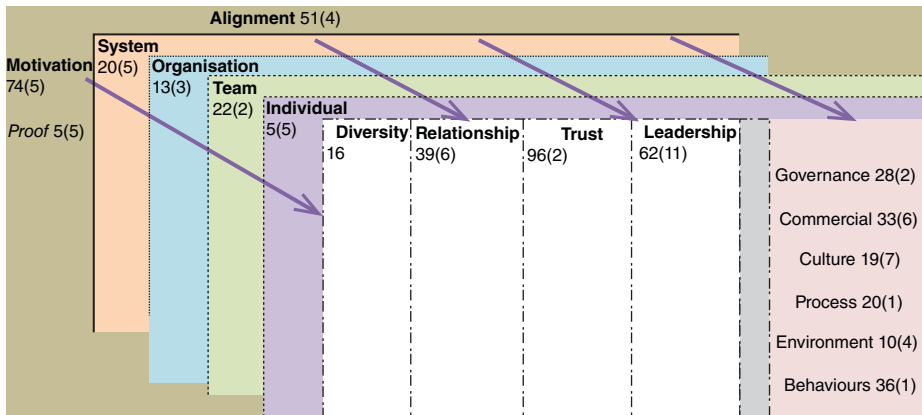 Alignment 51(4)
System
20(5)
Motivation
74(5)
Organisation
13(3)
Team
22(2)
Individual
5(5)
Proof 5(5)
Diversity
16
Relationship
39(6)
Trust
96(2)
Leadership
62(11)
Governance 28(2)
Commercial 33(6)
Culture 19(7)
Process 20(1)
Environment 10(4)
Behaviours 36(1)